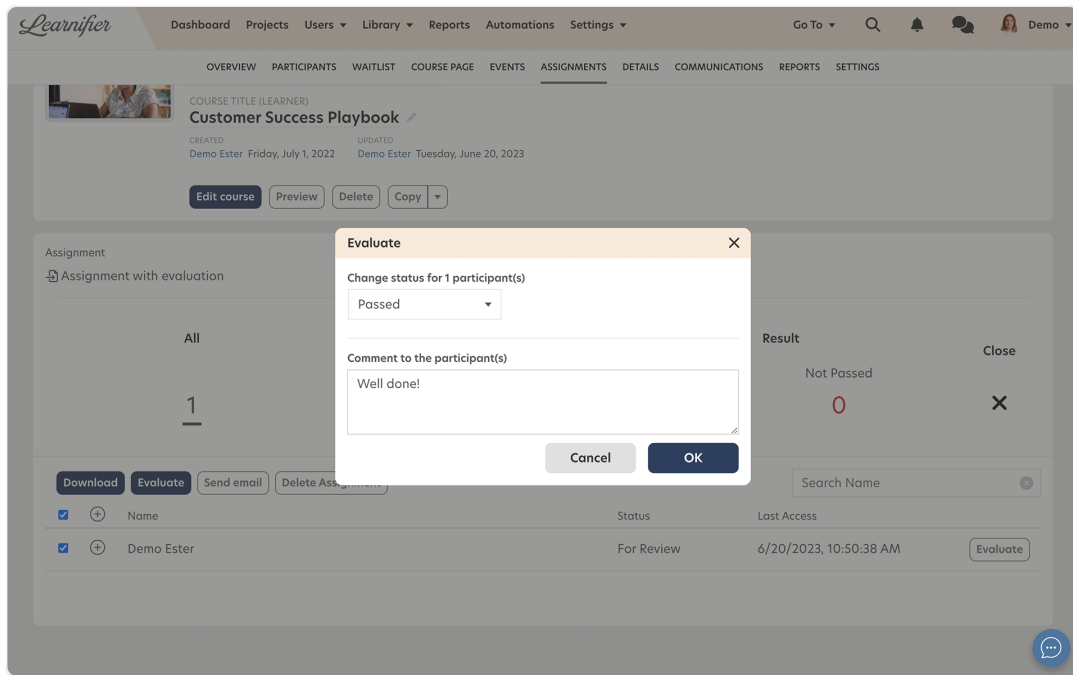 Learnifier Dashboard Projects Users Library Reports Automations Settings Go To Demo
OVERVIEW PARTICIPANTS WAITLIST COURSE PAGE EVENTS ASSIGNMENTS DETAILS COMMUNICATIONS REPORTS SETTINGS
COURSE TITLE (LEARNER)
Customer Success Playbook
CREATED UPDATED
Demo Ester Friday, July 1, 2022 Demo Ester Tuesday, June 20, 2023
Edit course Preview Delete Copy
Evaluate
Change status for 1 participant(s)
Passed
Comment to the participant(s)
Well done!
Cancel OK
Assignment
Assignment with evaluation
All Result
Close
Not Passed
1 0
Download Evaluate Send email Delete Assignment Search Name
Name Status Last Access
Demo Ester For Review 6/20/2023, 10:50:38 AM Evaluate